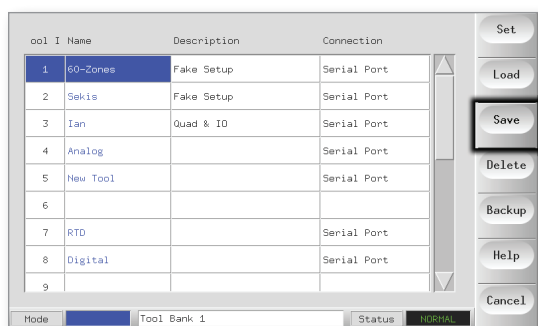 ool I Name Description Connection
1 60-Zones Fake Setup Serial Port
2 Sekis Fake Setup Serial Port
3 Ian Quad & IO Serial Port
4 Analog Serial Port
5 New Tool Serial Port
6
7 RTD Serial Port
8 Digital Serial Port
9
Set
Load
Save
Delete
Backup
Help
Cancel
Mode Tool Bank 1 Status NORMAL